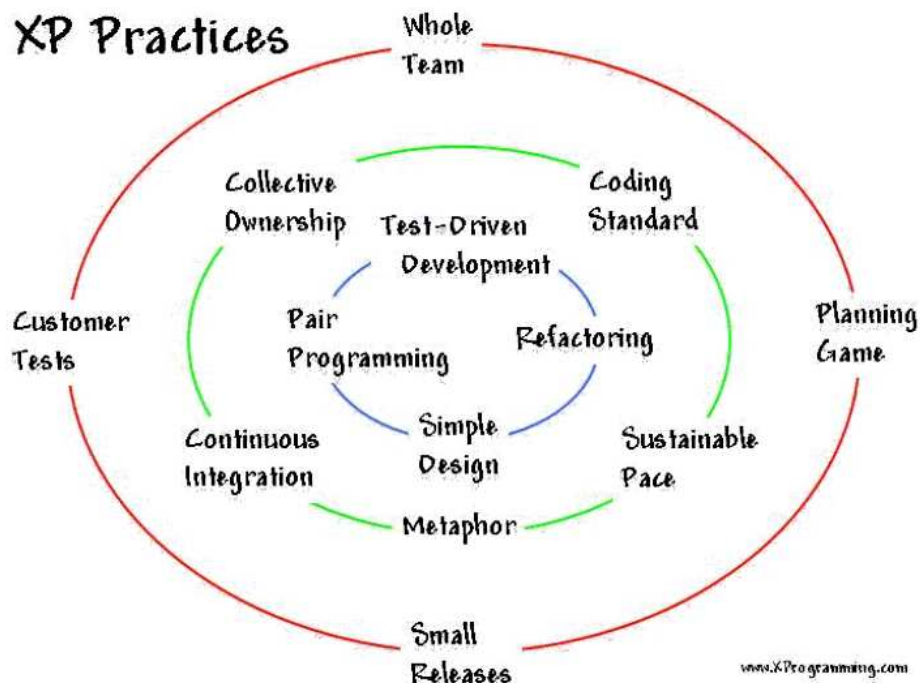 XP Practices
Whole
Team
Collective
Ownership
Coding
Standard
Test-Driven
Development
Customer
Tests
Pair
Programming
Refactoring
Planning
Game
Continuous
Integration
Simple
Design
Sustainable
Pace
Metaphor
Small
Releases
www.XProgramming.com